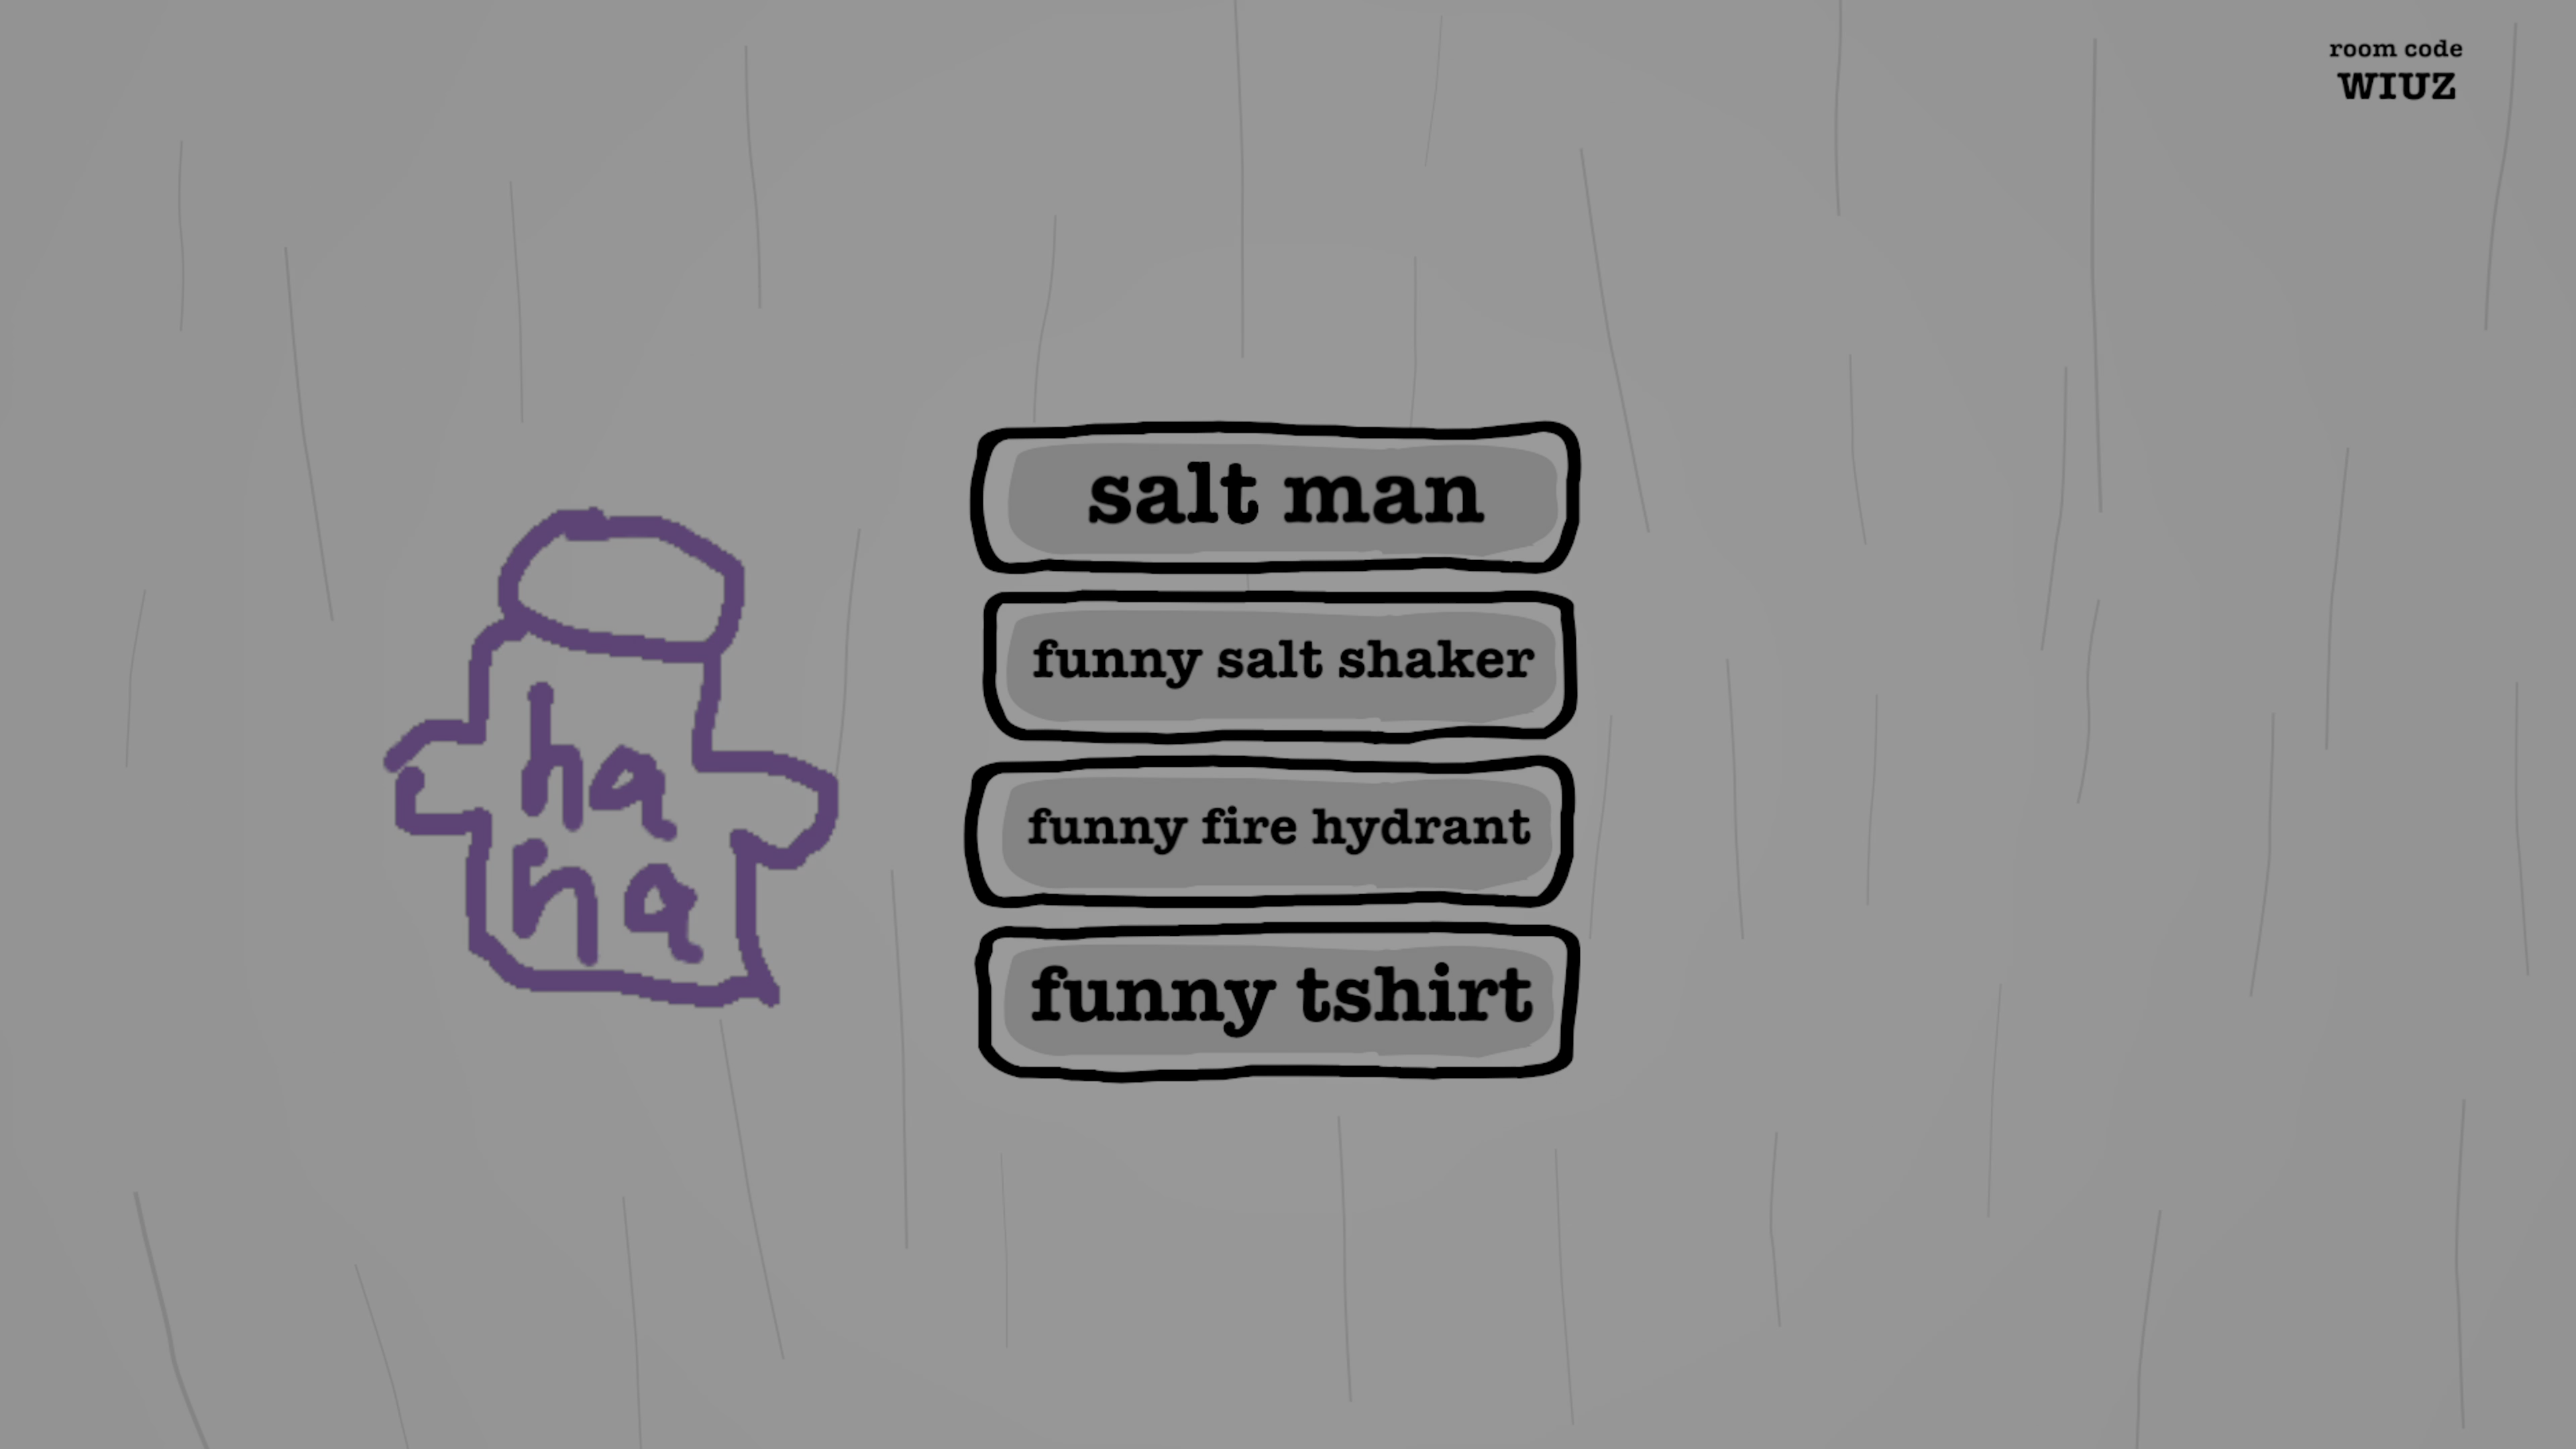 room code
WIUZ
salt man
funny salt shaker
funny fire hydrant
funny tshirt
ha
ha